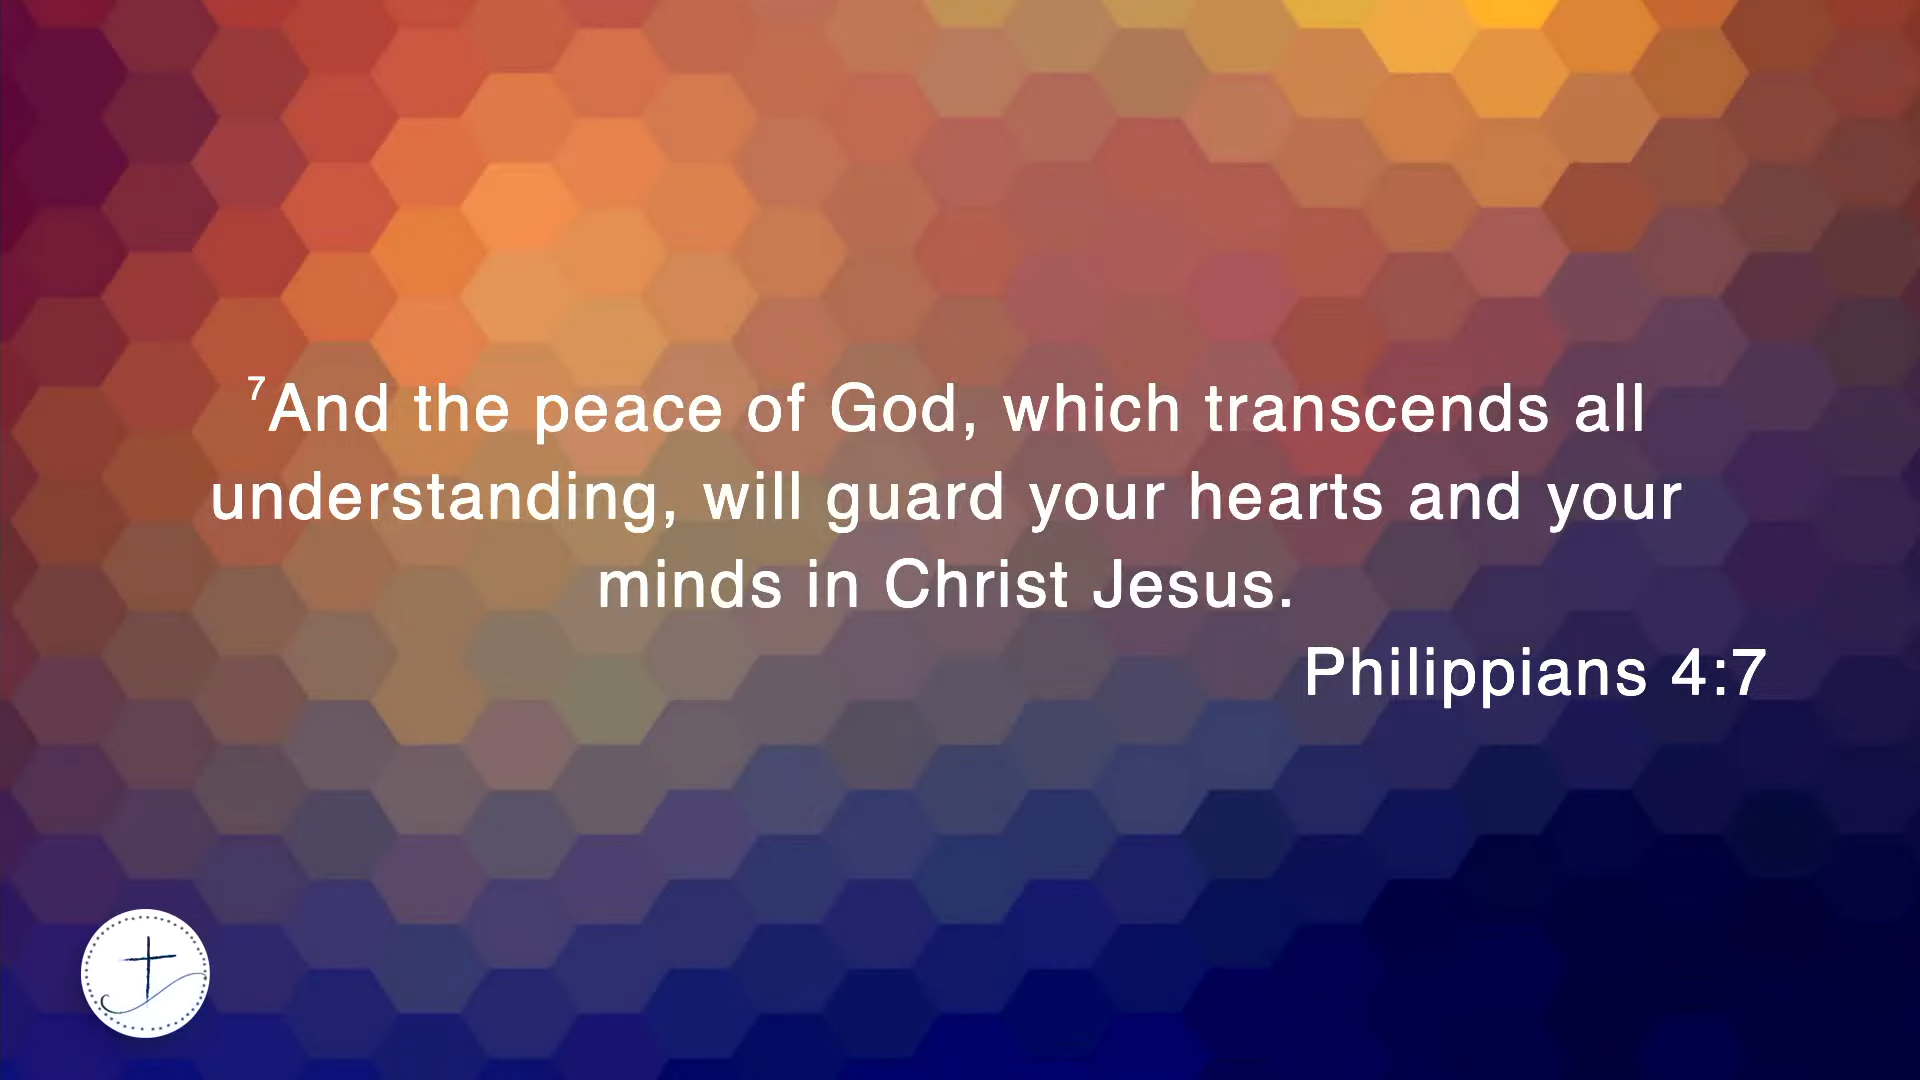 ⁷And the peace of God, which transcends all
understanding, will guard your hearts and your
minds in Christ Jesus.
Philippians 4:7